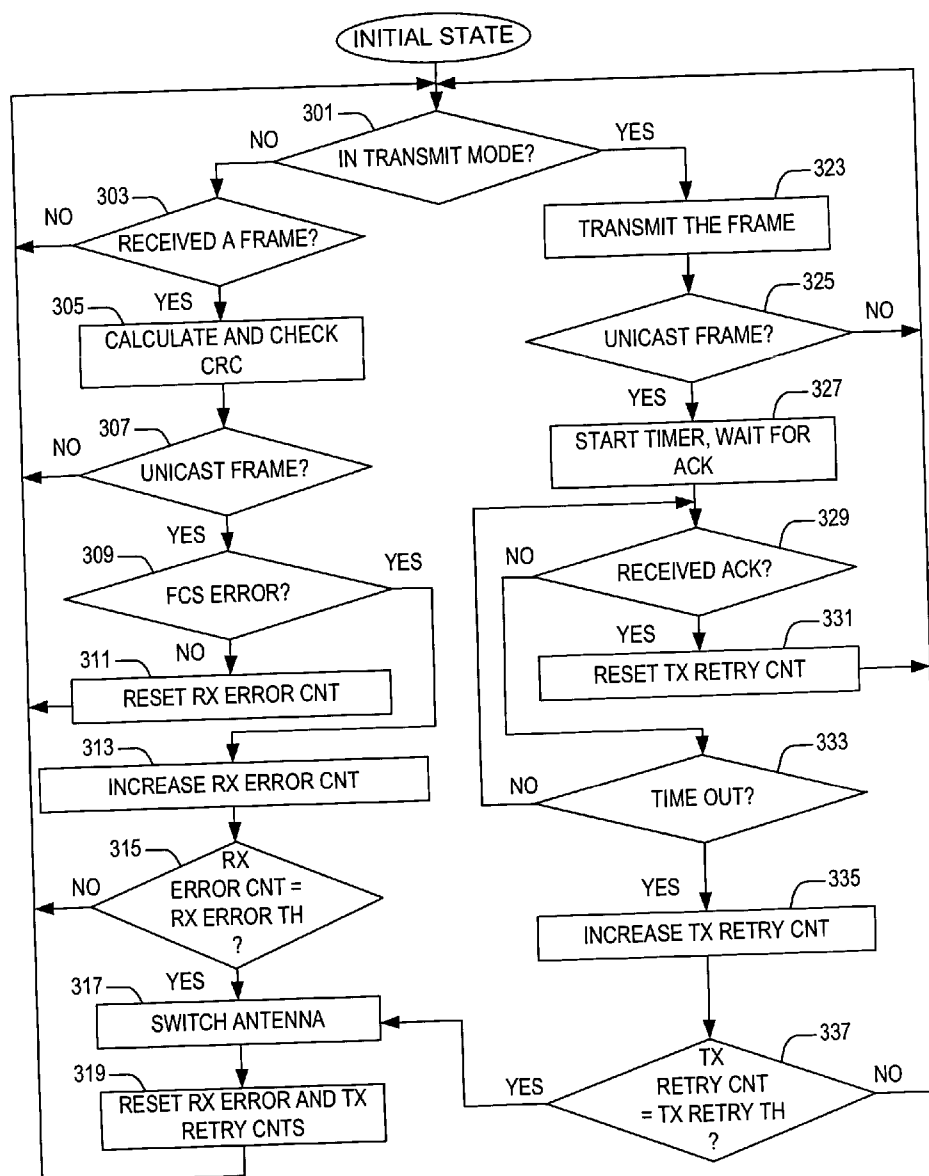 INITIAL STATE
301
NO
IN TRANSMIT MODE?
YES
303
NO
RECEIVED A FRAME?
YES
305
CALCULATE AND CHECK
CRC
307
NO
UNICAST FRAME?
YES
309
YES
FCS ERROR?
NO
311
RESET RX ERROR CNT
313
INCREASE RX ERROR CNT
315
NO
RX
ERROR CNT =
RX ERROR TH
?
YES
317
SWITCH ANTENNA
319
RESET RX ERROR AND TX
RETRY CNTS
323
TRANSMIT THE FRAME
325
UNICAST FRAME?
NO
YES
327
START TIMER, WAIT FOR
ACK
329
NO
RECEIVED ACK?
YES
331
RESET TX RETRY CNT
333
NO
TIME OUT?
YES
335
INCREASE TX RETRY CNT
337
YES
TX
RETRY CNT
= TX RETRY TH
?
NO